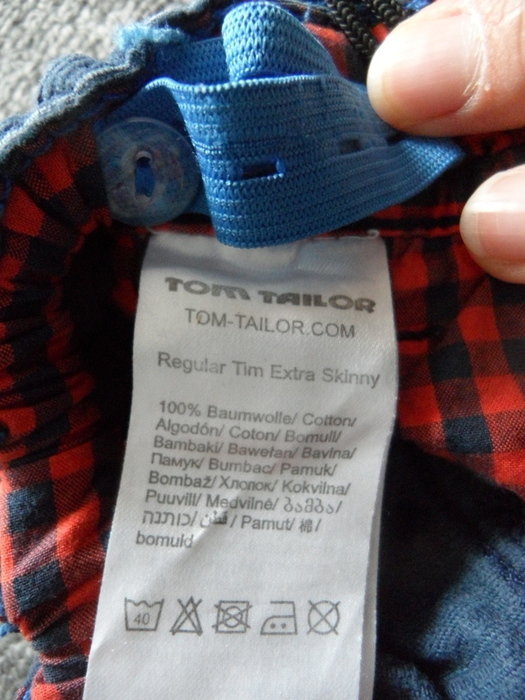 TOM TAILOR
TOM-TAILOR.COM
Regular Tim Extra Skinny
100% Baumwolle/ Cotton/
Algodón/ Coton/ Bomull/
Bambaki/ Bawełan/ Bavlna/
Памук/ Bumbac/ Pamuk/
Bombaž/ Хлопок/ Kokvilna/
Puuvill/ Medvilnė/ ბამბა/
כותנה/ قطن / Pamut/ 棉/
bomuld
40